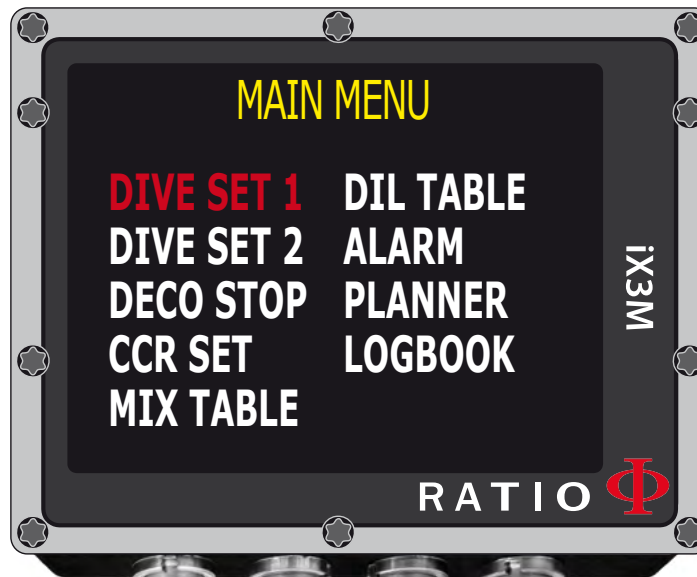 MAIN MENU
DIVE SET 1
DIVE SET 2
DECO STOP
CCR SET
MIX TABLE
DIL TABLE
ALARM
PLANNER
LOGBOOK
iX3M
RATIO